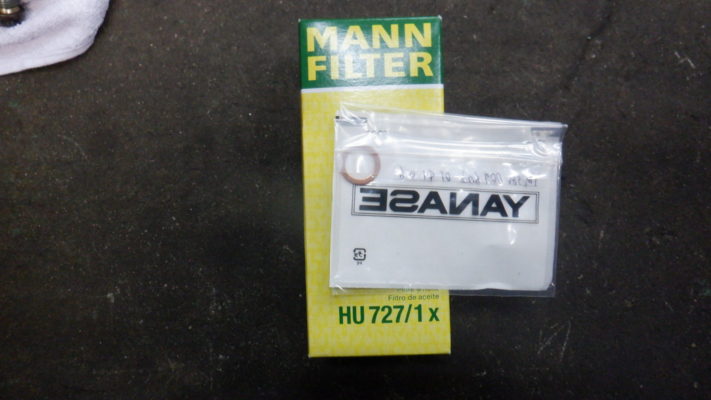 MANN
FILTER
YANASE
Filtro de aceite
HU 727/1 x